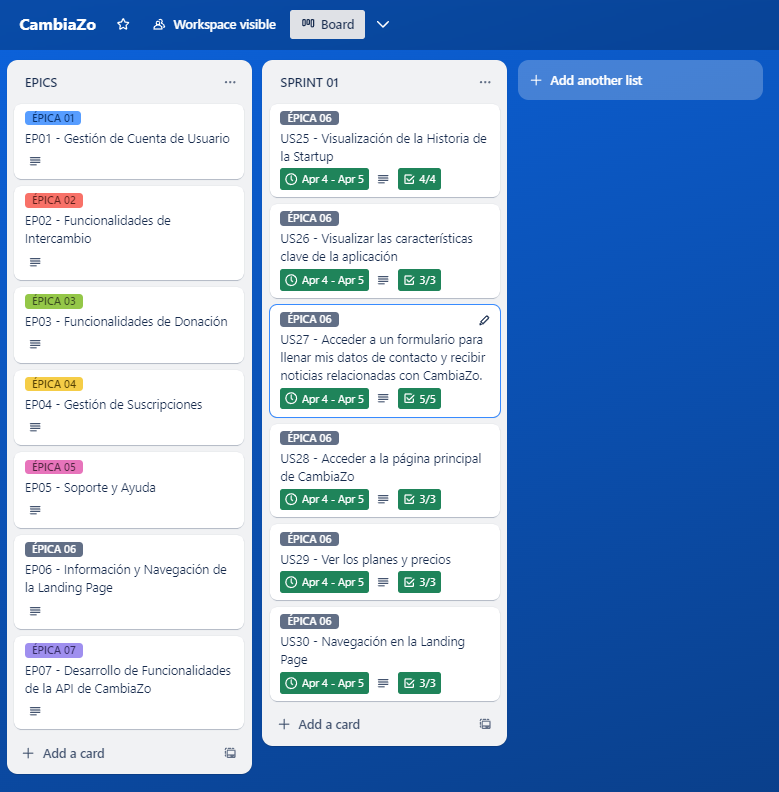 CambiaZo
Workspace visible
Board
EPICS
ÉPICA 01
EP01 - Gestión de Cuenta de Usuario
ÉPICA 02
EP02 - Funcionalidades de
Intercambio
ÉPICA 03
EP03 - Funcionalidades de Donación
ÉPICA 04
EP04 - Gestión de Suscripciones
ÉPICA 05
EP05 - Soporte y Ayuda
ÉPICA 06
EP06 - Información y Navegación de
la Landing Page
ÉPICA 07
EP07 - Desarrollo de Funcionalidades
de la API de CambiaZo
Add a card
SPRINT 01
ÉPICA 06
US25 - Visualización de la Historia de
la Startup
Apr 4 - Apr 5 4/4
ÉPICA 06
US26 - Visualizar las características
clave de la aplicación
Apr 4 - Apr 5 3/3
ÉPICA 06
US27 - Acceder a un formulario para
llenar mis datos de contacto y recibir
noticias relacionadas con CambiaZo.
Apr 4 - Apr 5 5/5
ÉPICA 06
US28 - Acceder a la página principal
de CambiaZo
Apr 4 - Apr 5 3/3
ÉPICA 06
US29 - Ver los planes y precios
Apr 4 - Apr 5 3/3
ÉPICA 06
US30 - Navegación en la Landing
Page
Apr 4 - Apr 5 3/3
Add a card
Add another list